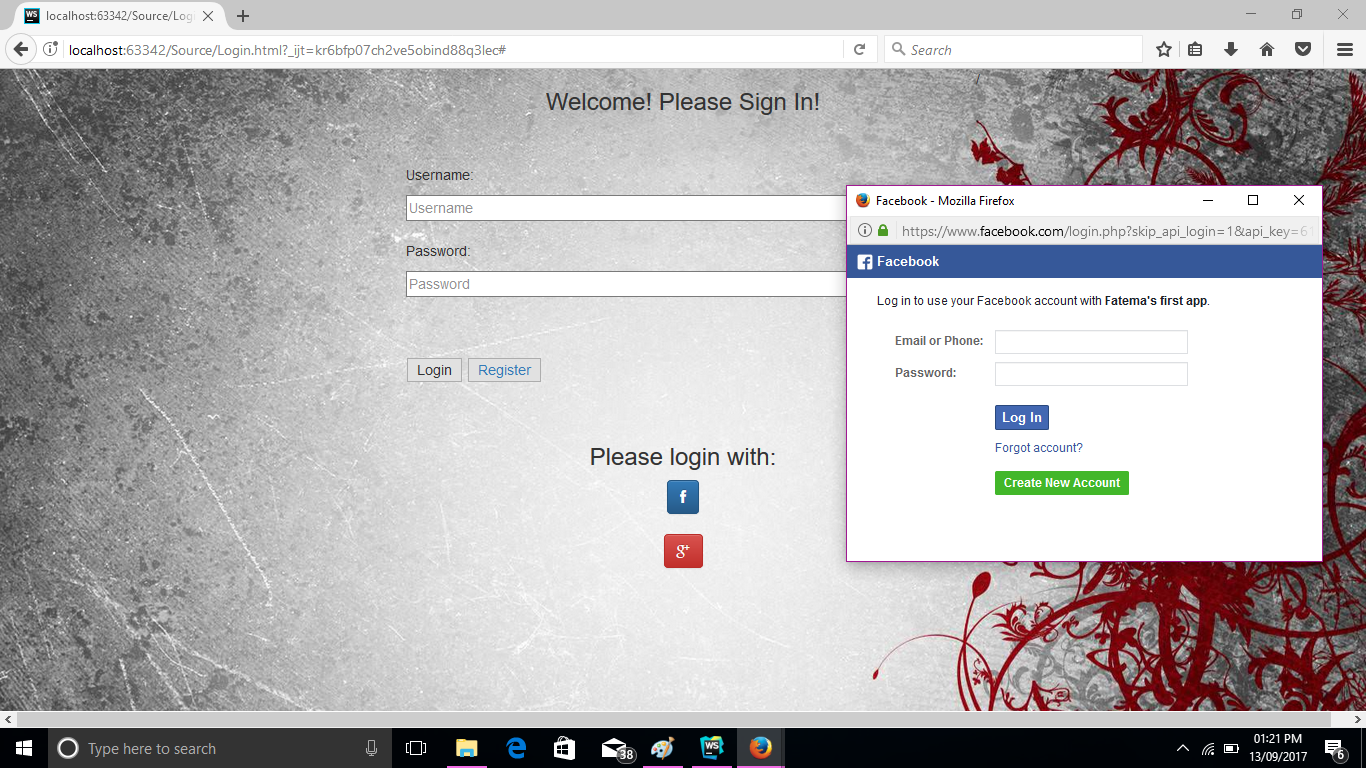 localhost:63342/Source/Logi
localhost:63342/Source/Login.html?_ijt=kr6bfp07ch2ve5obind88q3lec#
Search
Welcome! Please Sign In!
Username:
Username
Password:
Password
Login
Register
Please login with:
f
g+
Facebook - Mozilla Firefox
https://www.facebook.com/login.php?skip_api_login=1&api_key=61
Facebook
Log in to use your Facebook account with Fatema's first app.
Email or Phone:
Password:
Log In
Forgot account?
Create New Account
Type here to search
38
WS
01:21 PM
13/09/2017
6